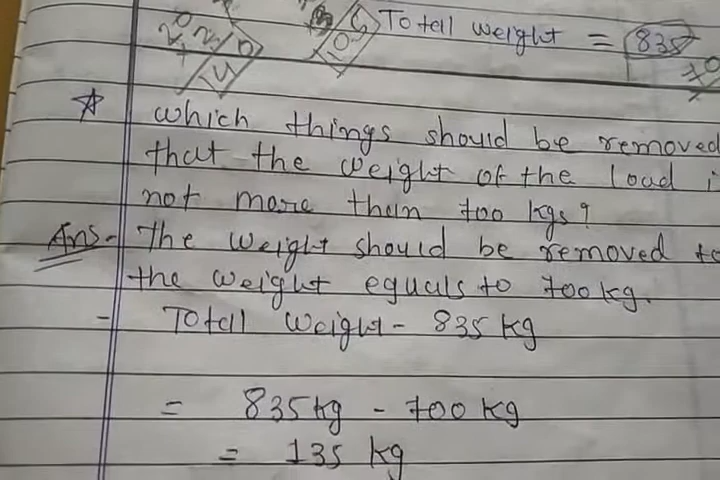 Totall weight = 835
which things should be removed
that the weight of the load i
not more than 700 kgs?
Ans- The weight should be removed to
the weight equals to 700 kg.
- Totall weight - 835 kg
= 835 kg - 700 kg
= 135 kg